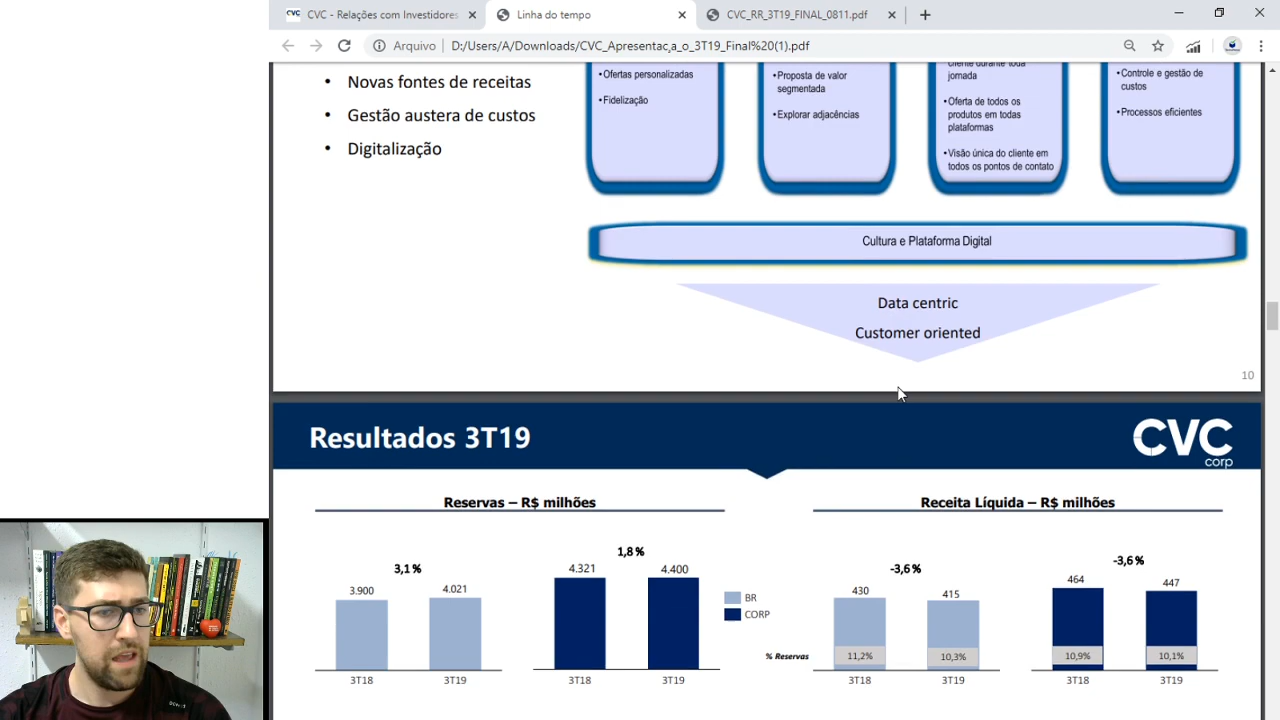 CVC
CVC - Relações com Investidores
Linha do tempo
CVC_RR_3T19_FINAL_0811.pdf
Arquivo
D:/Users/A/Downloads/CVC_Apresentac,a_o_3T19_Final%20(1).pdf
• Novas fontes de receitas
• Gestão austera de custos
• Digitalização
•Ofertas personalizadas
•Fidelização
•Proposta de valor
segmentada
•Explorar adjacências
cliente durante toda
jornada
•Oferta de todos os
produtos em todas
plataformas
•Visão única do cliente em
todos os pontos de contato
•Controle e gestão de
custos
•Processos eficientes
Cultura e Plataforma Digital
Data centric
Customer oriented
10
Resultados 3T19
CVC
corp
Reservas – R$ milhões
3,1%
3.900
4.021
3T18
3T19
1,8%
4.321
4.400
3T18
3T19
BR
CORP
Receita Líquida – R$ milhões
-3,6%
430
415
% Reservas
11,2%
10,3%
3T18
3T19
-3,6%
464
447
10,9%
10,1%
3T18
3T19